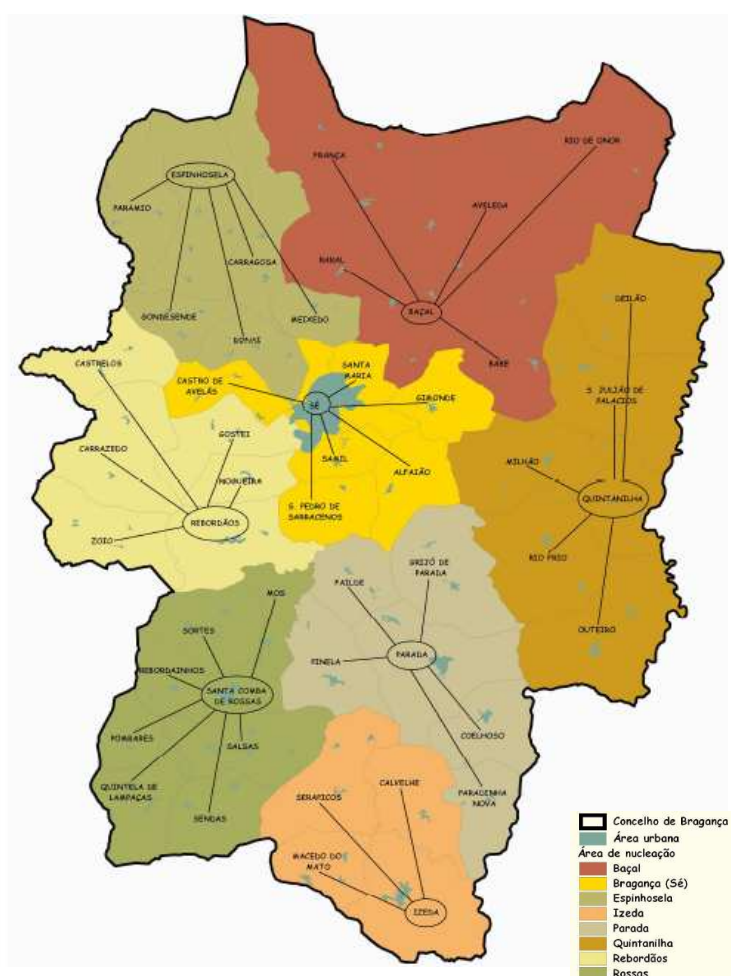 RIO DE ONOR
FRANÇA
ESPINHOSELA
AVELEDA
PARAMIO
CARRAGOSA
RABAL
DEILÃO
GONDESENDE
MEIXEDO
BAÇAL
DONAI
CASTRELOS
BABE
SANTA
MARIA
CASTRO DE
AVELÃS
S. JULIÃO DE
PALACIOS
GIMONDE
SÉ
GOSTEI
CARRAZEDO
SAMIL
MILHÃO
ALFAIÃO
NOGUEIRA
QUINTANILHA
S. PEDRO DE
SARRACENOS
REBORDÃOS
ZOIO
RIO FRIO
GRIJÓ DE
PARADA
FAILDE
MOS
SORTES
OUTEIRO
PARADA
PINELA
REBORDAINHOS
SANTA COMBA
DE ROSSAS
POMBARES
SALSAS
COELHOSO
CALVELHE
QUINTELA DE
LAMPAÇAS
SERAPICOS
PARADINHA
NOVA
SENDAS
MACEDO DO
MATO
IZEDA
Concelho de Bragança
Área urbana
Área de nucleação
Baçal
Bragança (Sé)
Espinhosela
Izeda
Parada
Quintanilha
Rebordãos
Rossas